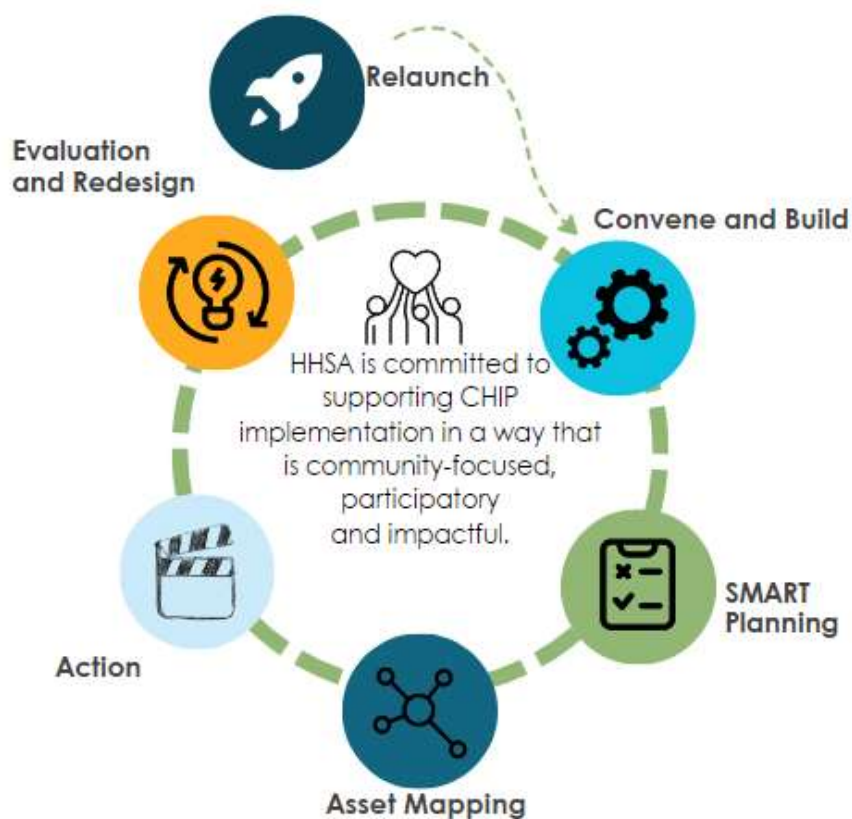 Relaunch
Evaluation
and Redesign
Convene and Build
HHSA is committed to
supporting CHIP
implementation in a way that
is community-focused,
participatory
and impactful.
SMART
Planning
Action
Asset Mapping